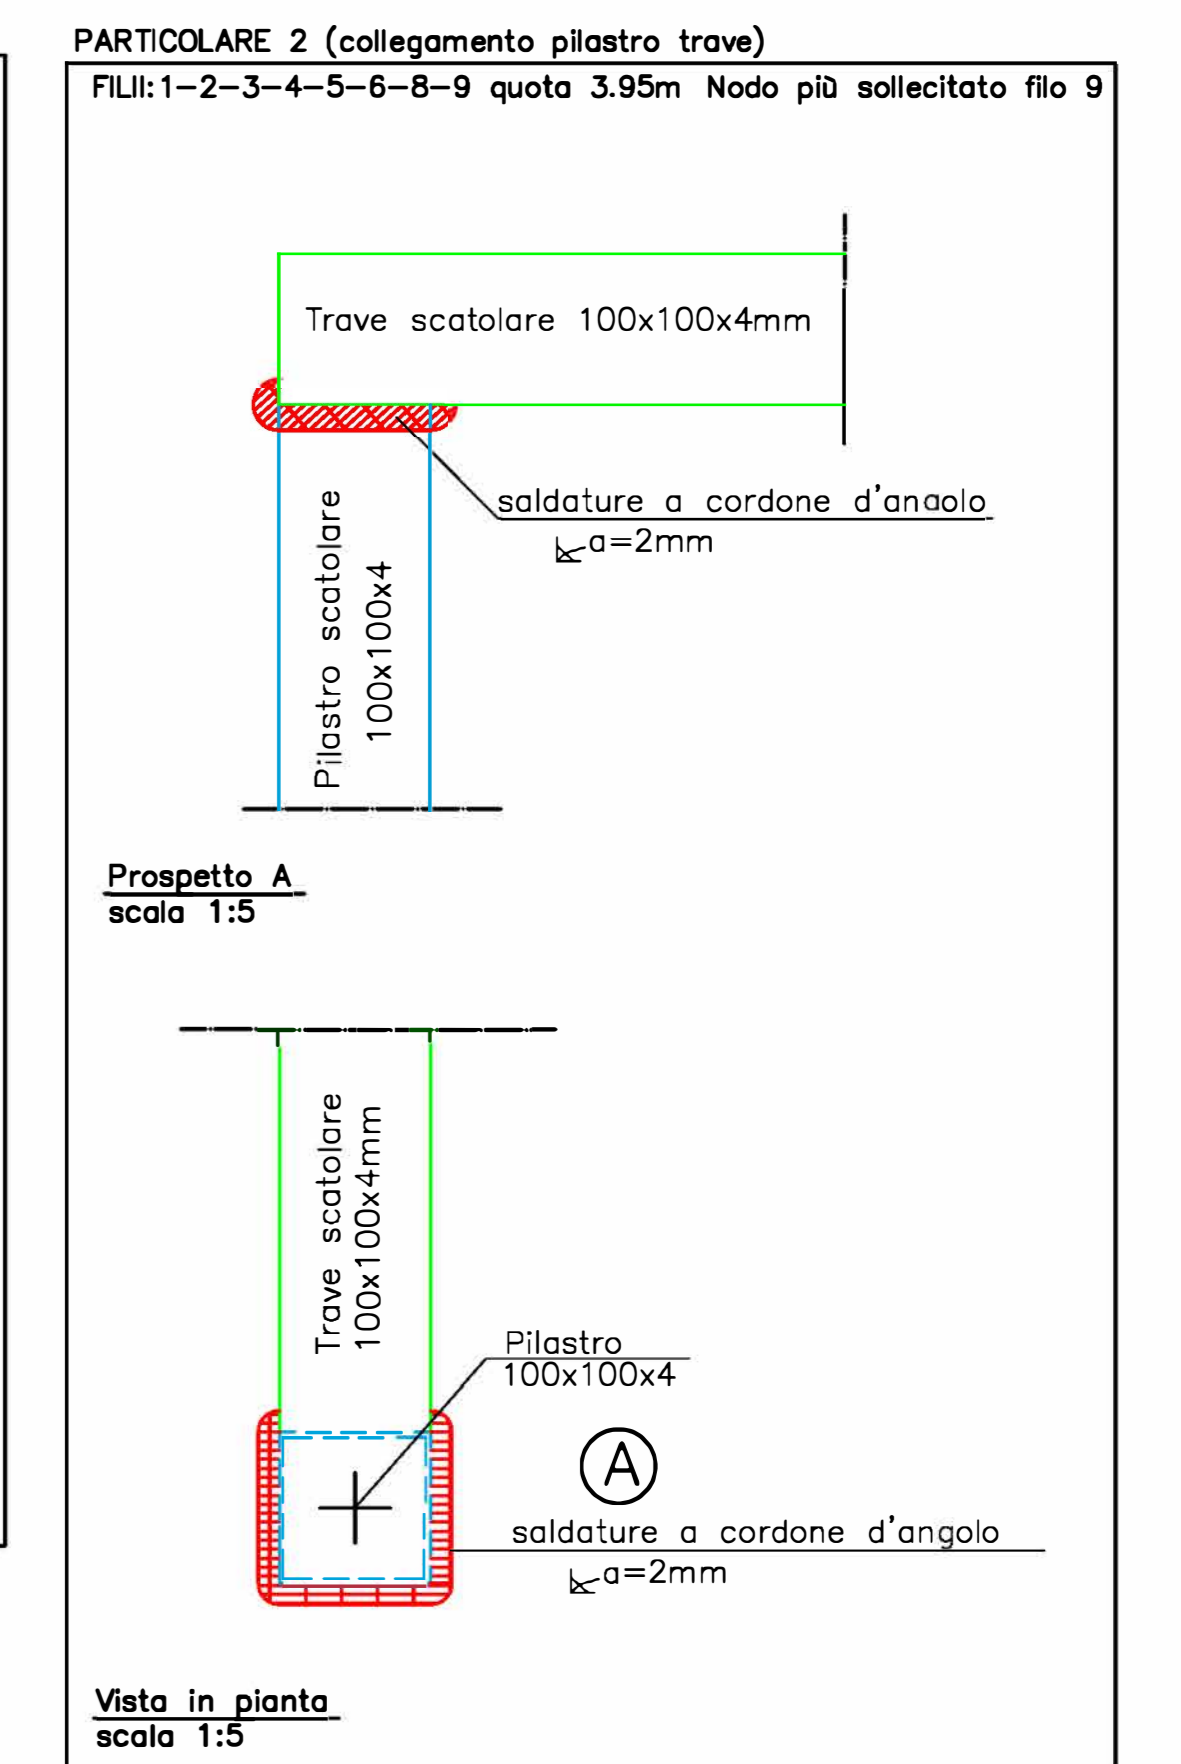 PARTICOLARE 2 (collegamento pilastro trave)
FILII: 1-2-3-4-5-6-8-9 quota 3.95m Nodo più sollecitato filo 9
Trave scatolare 100x100x4mm
saldature a cordone d'angolo
a=2mm
Pilastro scatolare
100x100x4
Prospetto A
scala 1:5
Trave scatolare
100x100x4mm
Pilastro
100x100x4
A
saldature a cordone d'angolo
a=2mm
Vista in pianta
scala 1:5